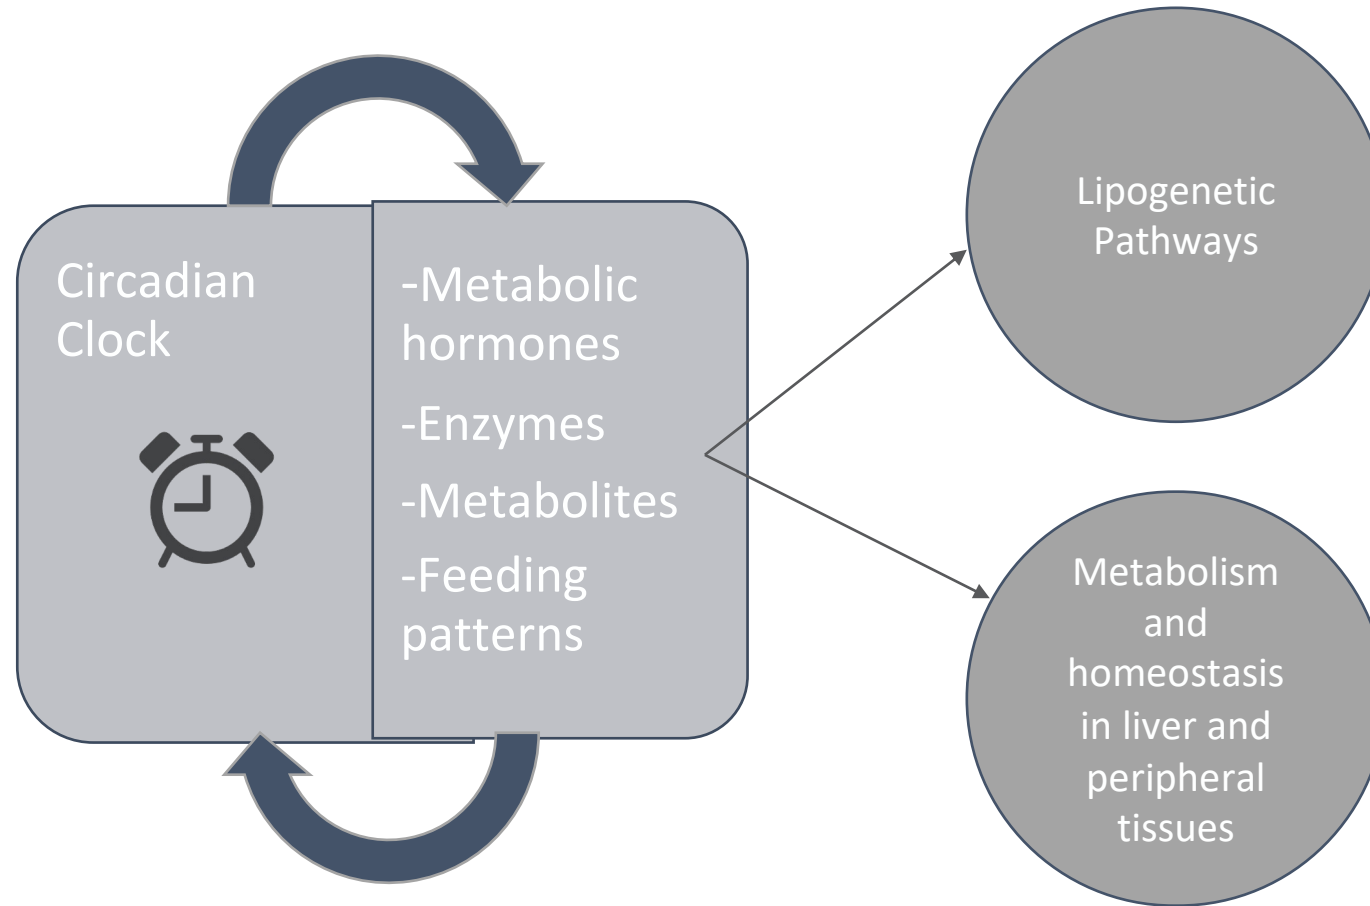 Circadian
Clock
-Metabolic
hormones
-Enzymes
-Metabolites
-Feeding
patterns
Lipogenetic
Pathways
Metabolism
and
homeostasis
in liver and
peripheral
tissues